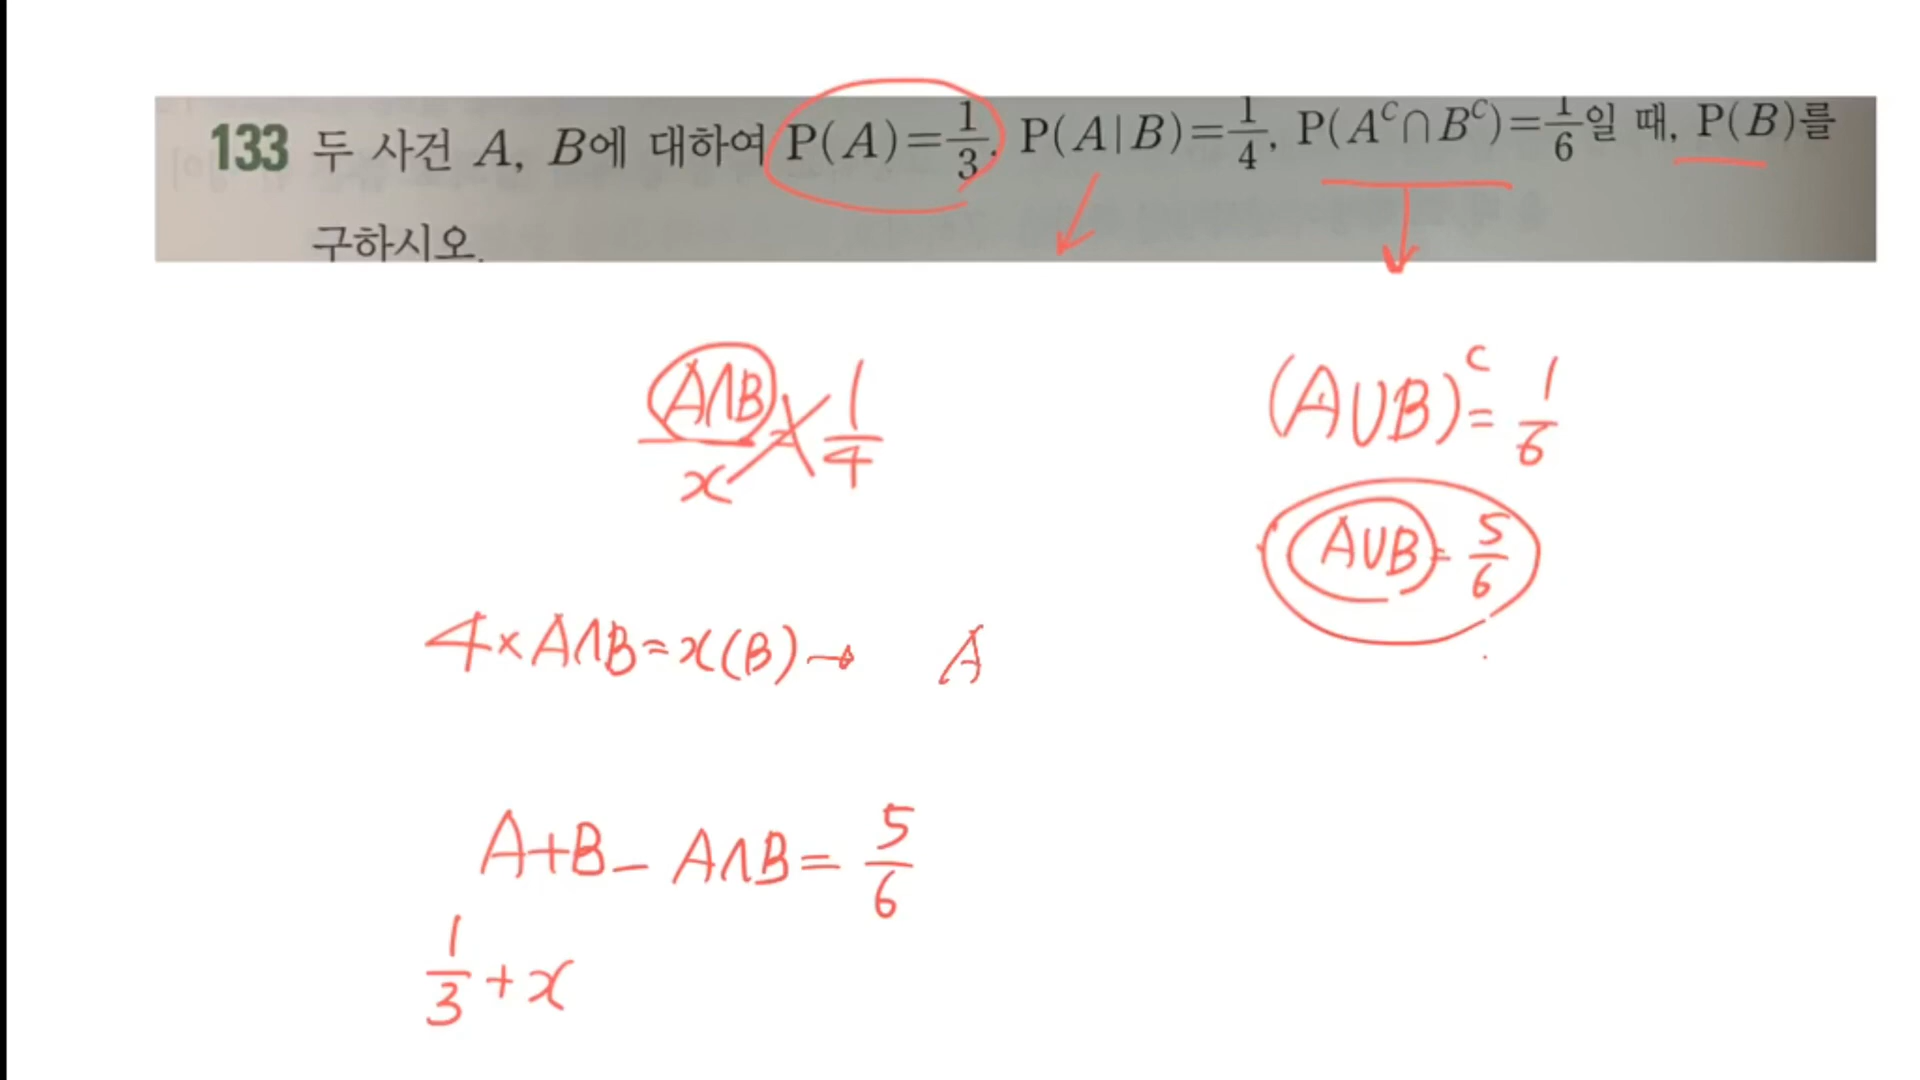 133 두 사건 A, B에 대하여 P(A)=1/3, P(A|B)=1/4, P(A^C∩B^C)=1/6일 때, P(B)를
구하시오.
A∩B/x = 1/4
(A∪B)^c = 1/6
A∪B = 5/6
4×A∩B=x(B)→ A
A+B-A∩B=5/6
1/3+x